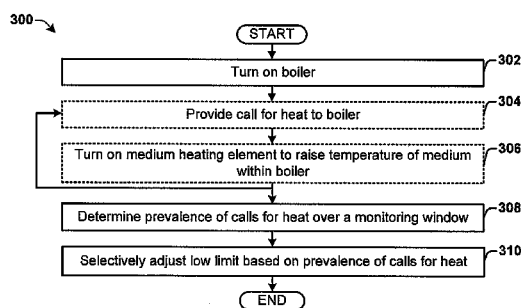 300
START
302
Turn on boiler
304
Provide call for heat to boiler
306
Turn on medium heating element to raise temperature of medium
within boiler
308
Determine prevalence of calls for heat over a monitoring window
310
Selectively adjust low limit based on prevalence of calls for heat
END